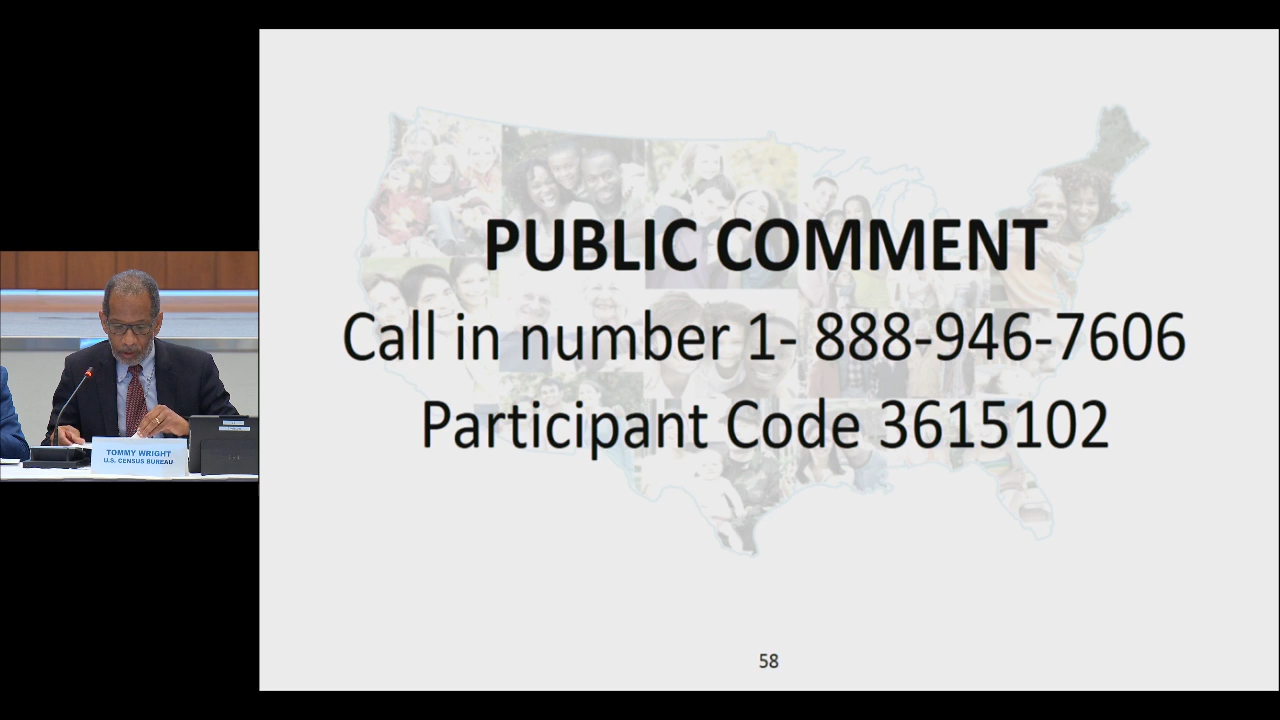 PUBLIC COMMENT
Call in number 1- 888-946-7606
Participant Code 3615102
58
TOMMY WRIGHT
U.S. CENSUS BUREAU